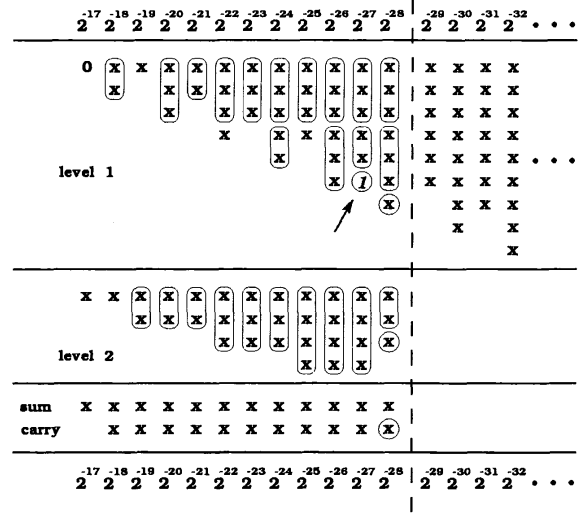 2^-17 2^-18 2^-19 2^-20 2^-21 2^-22 2^-23 2^-24 2^-25 2^-26 2^-27 2^-28 2^-29 2^-30 2^-31 2^-32 • • •
0 x x x x x x x x x x x x x x x
x x x x x x x x x x x x x x
x x x x x x x x x x x x
x x x x x x x x x x
x x x x x x x x • • •
level 1
x 1 x x x x x
x x x x
x x
x
x x x x x x x x x x x x
x x x x x x x x x x
x x x x x x x
level 2
x x x
sum x x x x x x x x x x x x
carry x x x x x x x x x x x
2^-17 2^-18 2^-19 2^-20 2^-21 2^-22 2^-23 2^-24 2^-25 2^-26 2^-27 2^-28 2^-29 2^-30 2^-31 2^-32 • • •